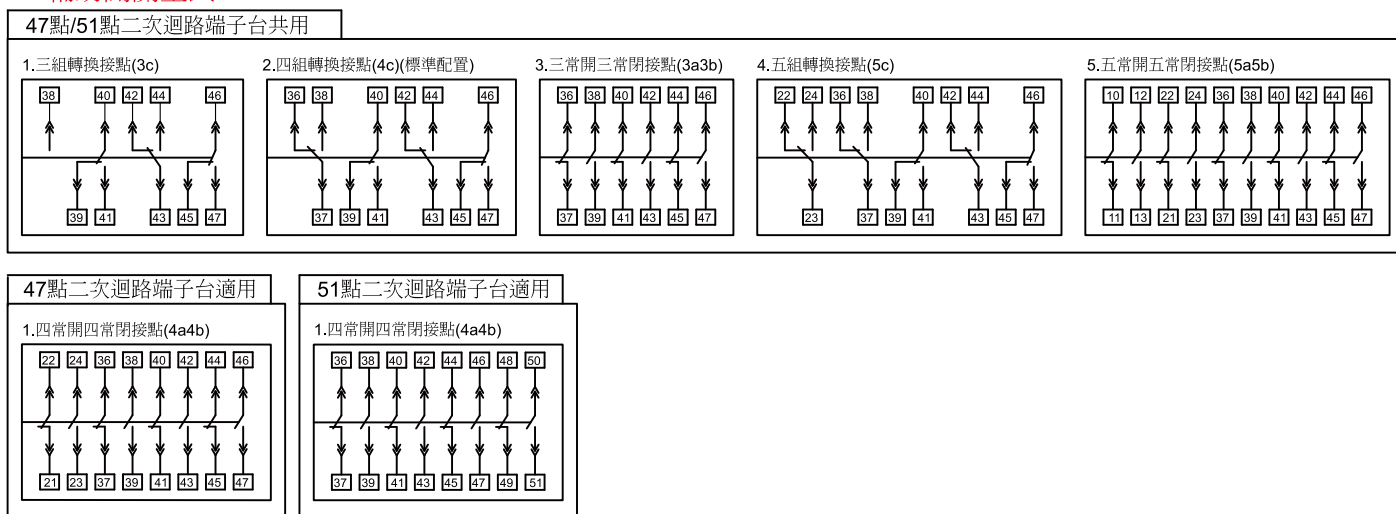 47點/51點二次迴路端子台共用
1.三組轉換接點(3c)
2.四組轉換接點(4c)(標準配置)
3.三常開三常閉接點(3a3b)
4.五組轉換接點(5c)
5.五常開五常閉接點(5a5b)
38 40 42 44 46
36 38 40 42 44 46
36 38 40 42 44 46
22 24 36 38 40 42 44 46
10 12 22 24 36 38 40 42 44 46
39 41 43 45 47
37 39 41 43 45 47
37 39 41 43 45 47
23 37 39 41 43 45 47
11 13 21 23 37 39 41 43 45 47
47點二次迴路端子台適用
51點二次迴路端子台適用
1.四常開四常閉接點(4a4b)
1.四常開四常閉接點(4a4b)
22 24 36 38 40 42 44 46
36 38 40 42 44 46 48 50
21 23 37 39 41 43 45 47
37 39 41 43 45 47 49 51